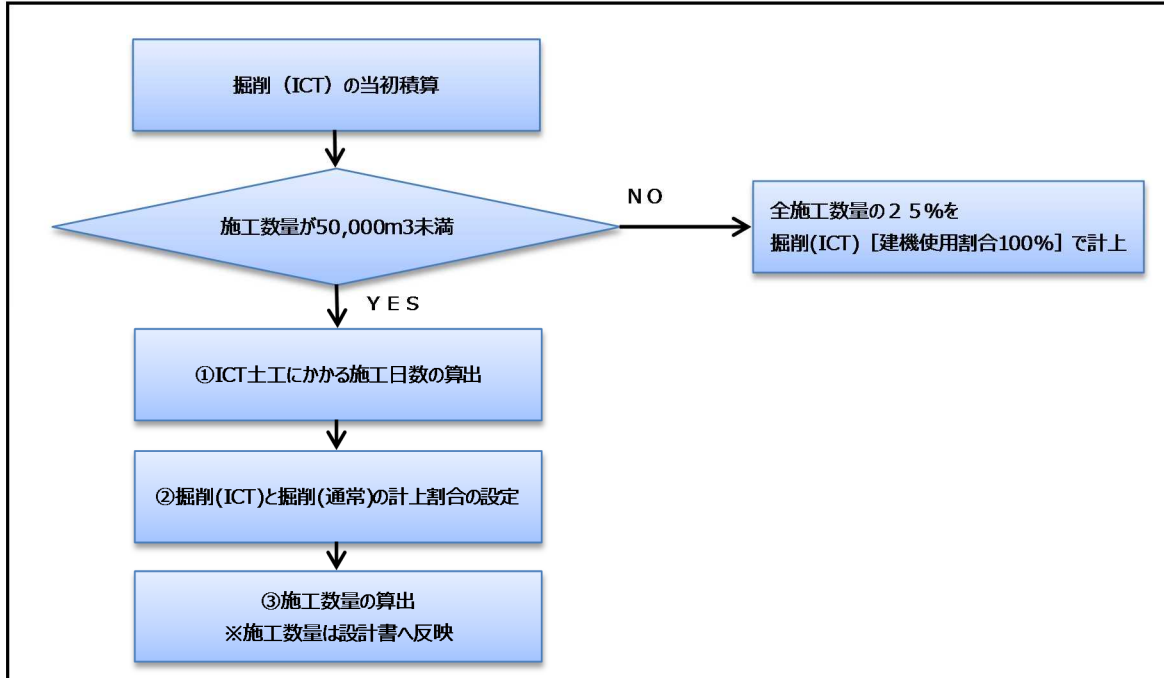 掘削（ICT）の当初積算
施工数量が50,000m3未満
ＮＯ
全施工数量の２５%を
掘削(ICT)［建機使用割合100%］で計上
ＹＥＳ
①ICT土工にかかる施工日数の算出
②掘削(ICT)と掘削(通常)の計上割合の設定
③施工数量の算出
※施工数量は設計書へ反映